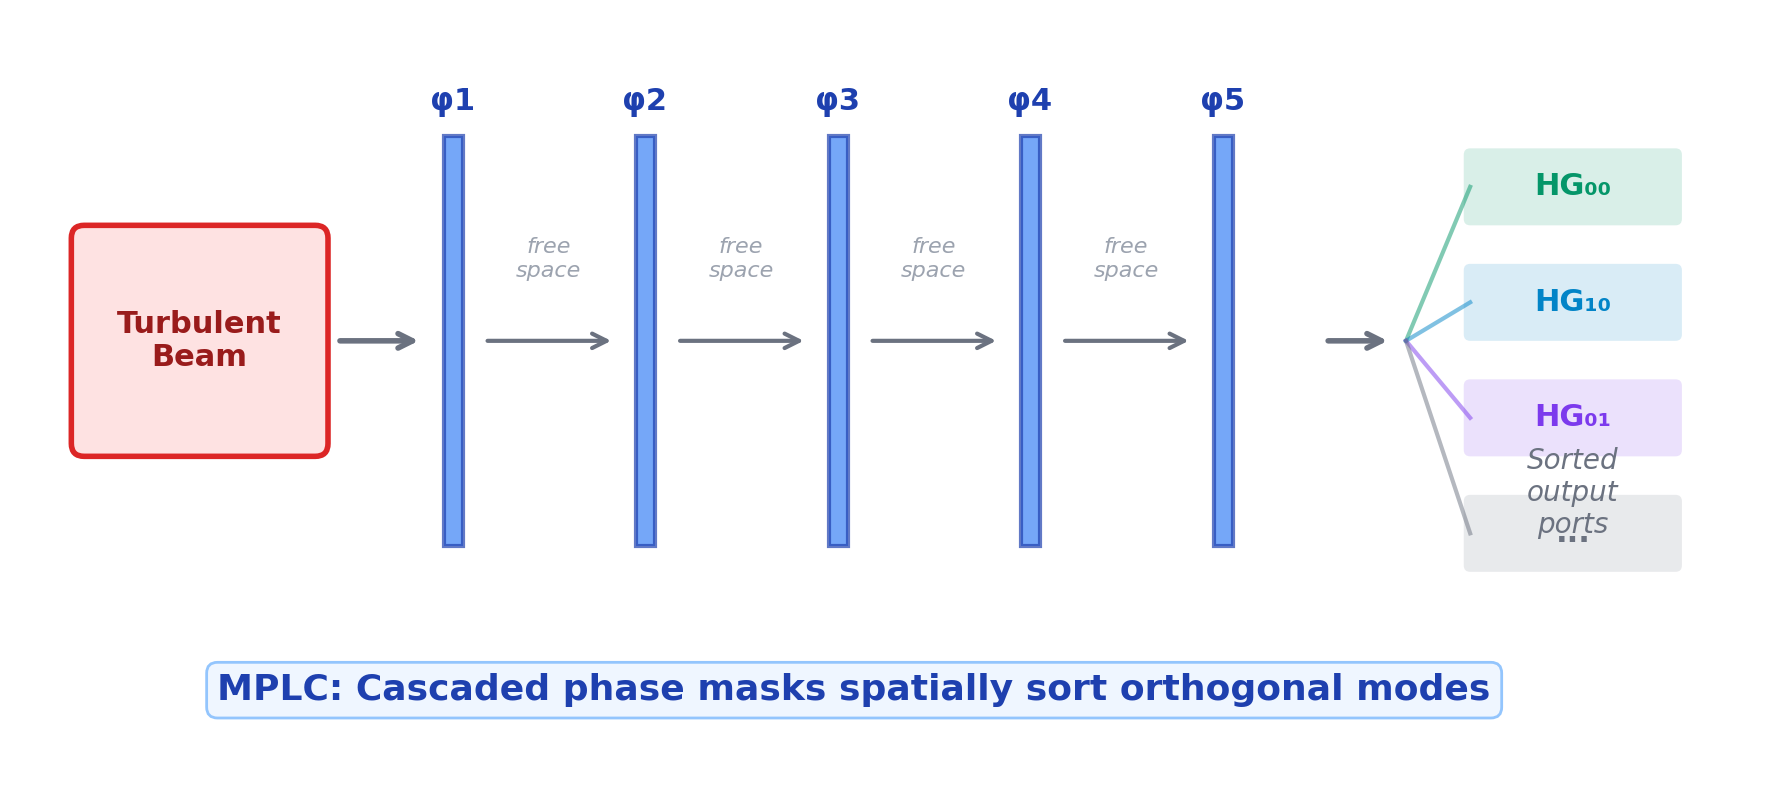 φ1
φ2
φ3
φ4
φ5
free
space
free
space
free
space
free
space
Turbulent
Beam
HG₀₀
HG₁₀
HG₀₁
Sorted
output
ports
...
MPLC: Cascaded phase masks spatially sort orthogonal modes